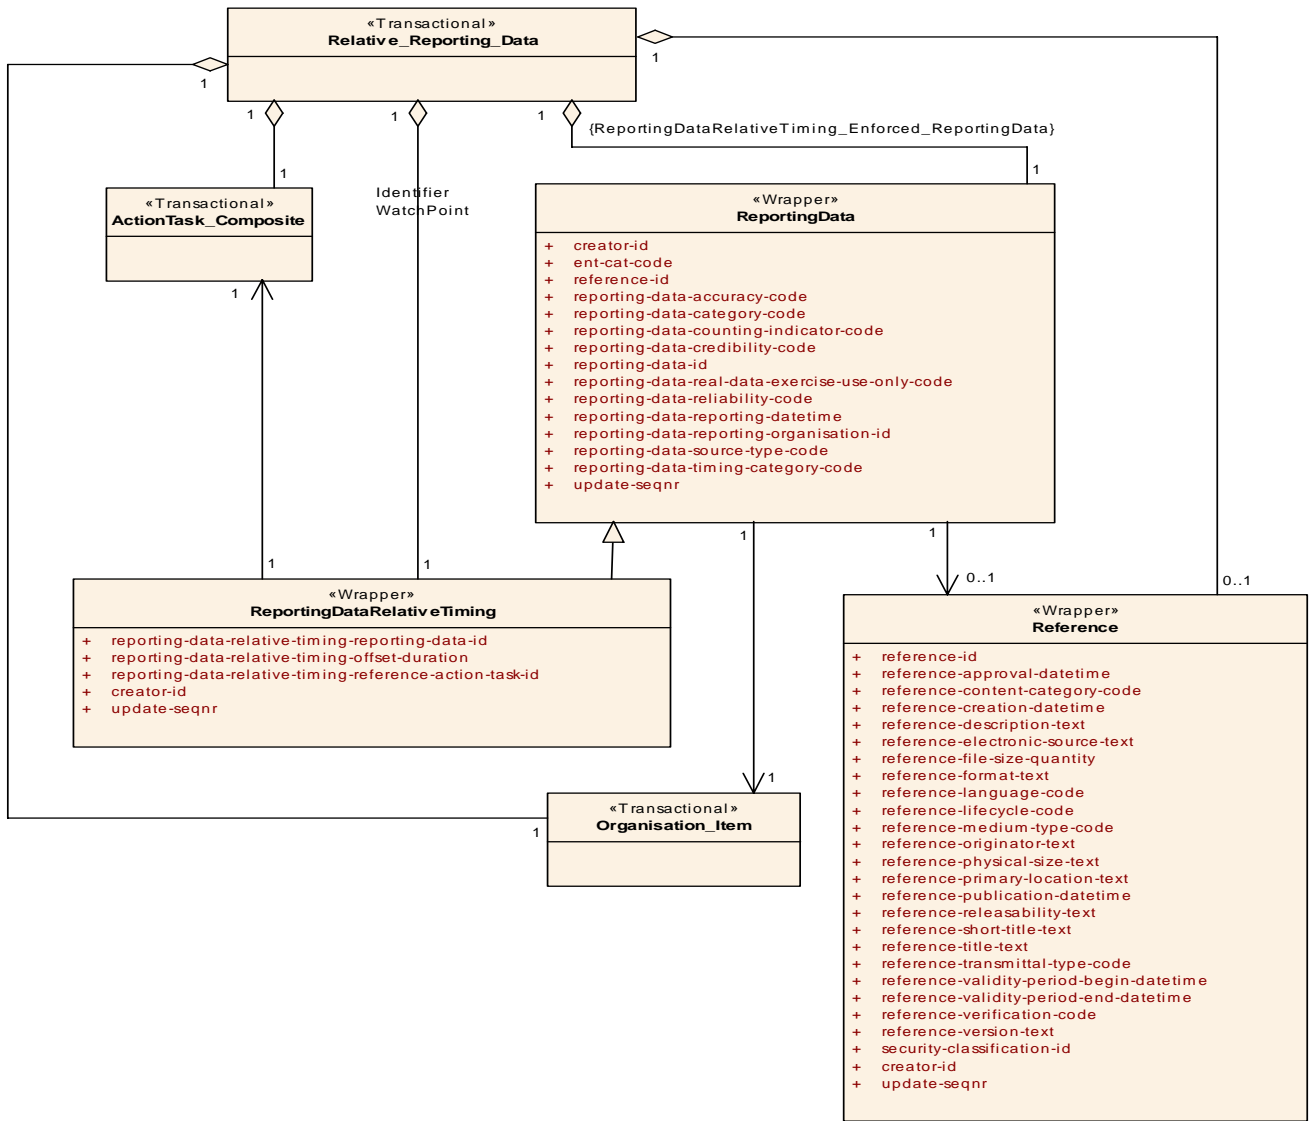 «Transactional»
Relative_Reporting_Data
1
1
1
1
1
{ReportingDataRelativeTiming_Enforced_ReportingData}
1
1
«Transactional»
ActionTask_Composite
Identifier
WatchPoint
«Wrapper»
ReportingData
+ creator-id
+ ent-cat-code
+ reference-id
+ reporting-data-accuracy-code
+ reporting-data-category-code
+ reporting-data-counting-indicator-code
+ reporting-data-credibility-code
+ reporting-data-id
+ reporting-data-real-data-exercise-use-only-code
+ reporting-data-reliability-code
+ reporting-data-reporting-datetime
+ reporting-data-reporting-organisation-id
+ reporting-data-source-type-code
+ reporting-data-timing-category-code
+ update-seqnr
1
1
1
1
1
0..1
0..1
«Wrapper»
ReportingDataRelativeTiming
+ reporting-data-relative-timing-reporting-data-id
+ reporting-data-relative-timing-offset-duration
+ reporting-data-relative-timing-reference-action-task-id
+ creator-id
+ update-seqnr
«Wrapper»
Reference
+ reference-id
+ reference-approval-datetime
+ reference-content-category-code
+ reference-creation-datetime
+ reference-description-text
+ reference-electronic-source-text
+ reference-file-size-quantity
+ reference-format-text
+ reference-language-code
+ reference-lifecycle-code
+ reference-medium-type-code
+ reference-originator-text
+ reference-physical-size-text
+ reference-primary-location-text
+ reference-publication-datetime
+ reference-releasability-text
+ reference-short-title-text
+ reference-title-text
+ reference-transmittal-type-code
+ reference-validity-period-begin-datetime
+ reference-validity-period-end-datetime
+ reference-verification-code
+ reference-version-text
+ security-classification-id
+ creator-id
+ update-seqnr
1
1
«Transactional»
Organisation_Item